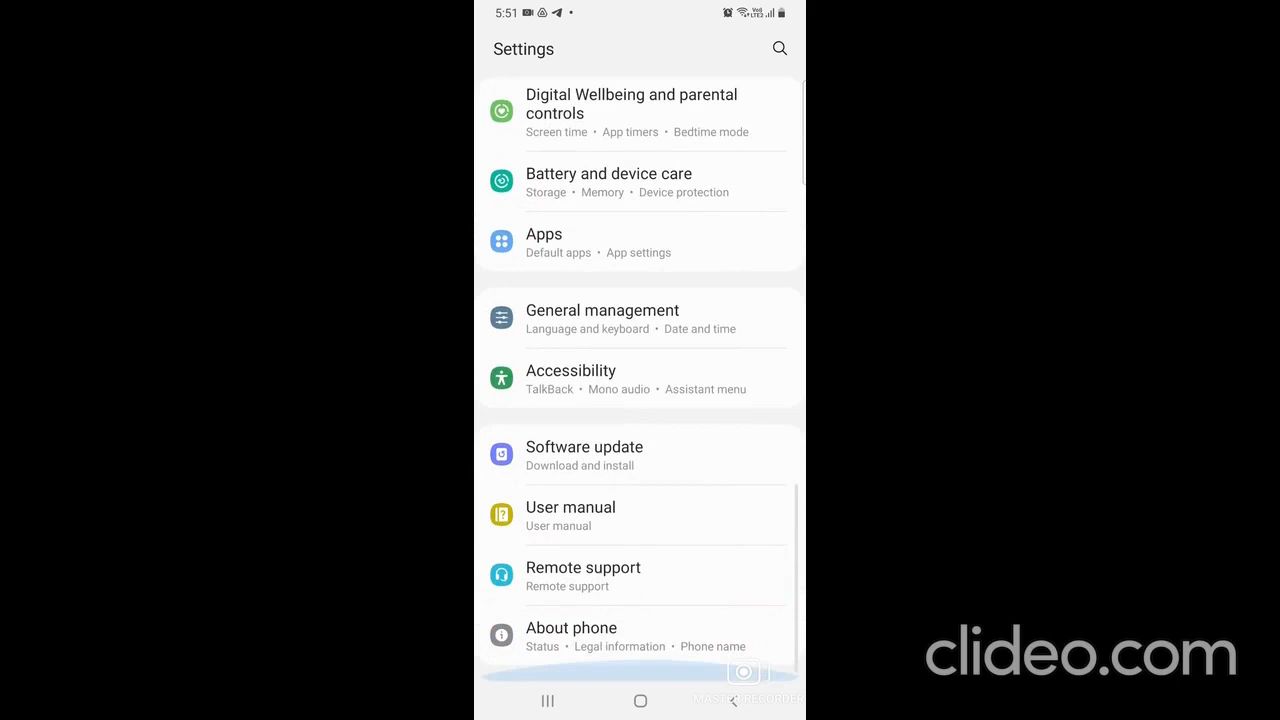 5:51
Settings
Digital Wellbeing and parental
controls
Screen time • App timers • Bedtime mode
Battery and device care
Storage • Memory • Device protection
Apps
Default apps • App settings
General management
Language and keyboard • Date and time
Accessibility
TalkBack • Mono audio • Assistant menu
Software update
Download and install
User manual
User manual
Remote support
Remote support
About phone
Status • Legal information • Phone name
MASTER RECORDER
clideo.com